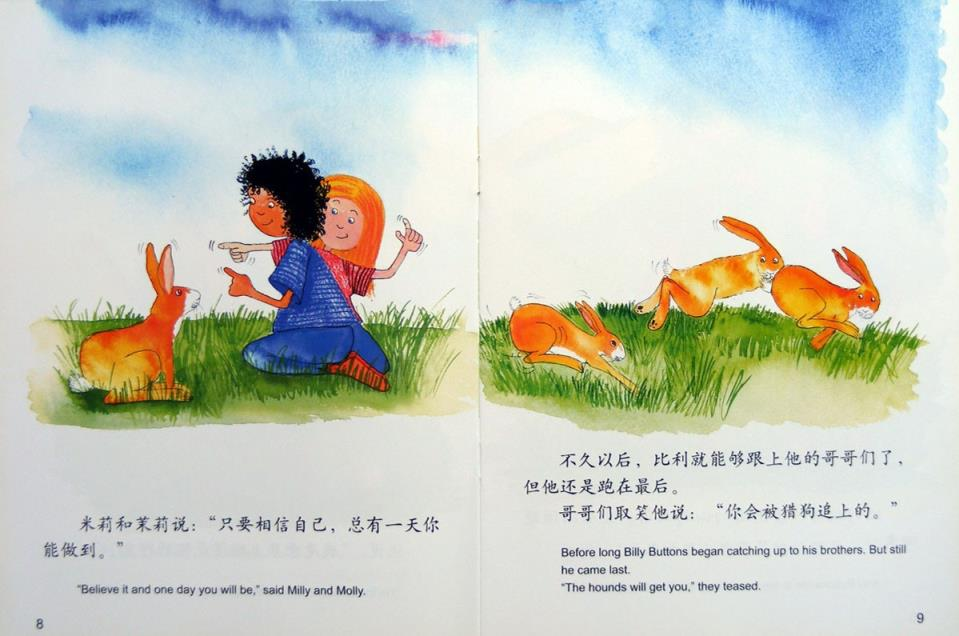 米莉和茉莉说：“只要相信自己，总有一天你
能做到。”
“Believe it and one day you will be,” said Milly and Molly.
8
不久以后，比利就能够跟上他的哥哥们了，
但他还是跑在最后。
哥哥们取笑他说：“你会被猎狗追上的。”
Before long Billy Buttons began catching up to his brothers. But still
he came last.
“The hounds will get you,” they teased.
9